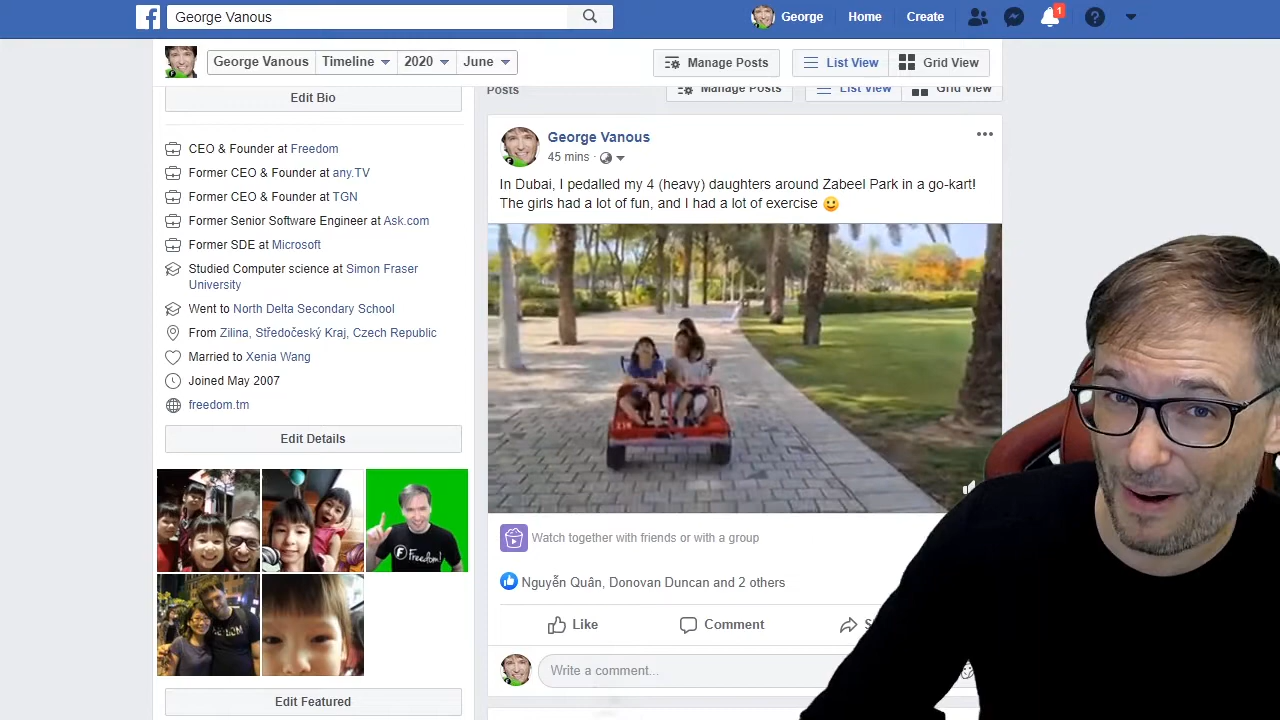 George Vanous
George
Home
Create
1
George Vanous
Timeline
2020
June
Manage Posts
List View
Grid View
Edit Bio
CEO & Founder at Freedom
Former CEO & Founder at any.TV
Former CEO & Founder at TGN
Former Senior Software Engineer at Ask.com
Former SDE at Microsoft
Studied Computer science at Simon Fraser
University
Went to North Delta Secondary School
From Zilina, Středočeský Kraj, Czech Republic
Married to Xenia Wang
Joined May 2007
freedom.tm
Edit Details
Freedom!
Edit Featured
Posts
Manage Posts
List View
Grid View
George Vanous
45 mins ·
In Dubai, I pedalled my 4 (heavy) daughters around Zabeel Park in a go-kart!
The girls had a lot of fun, and I had a lot of exercise
Watch together with friends or with a group
Nguyễn Quân, Donovan Duncan and 2 others
Like
Comment
Write a comment...